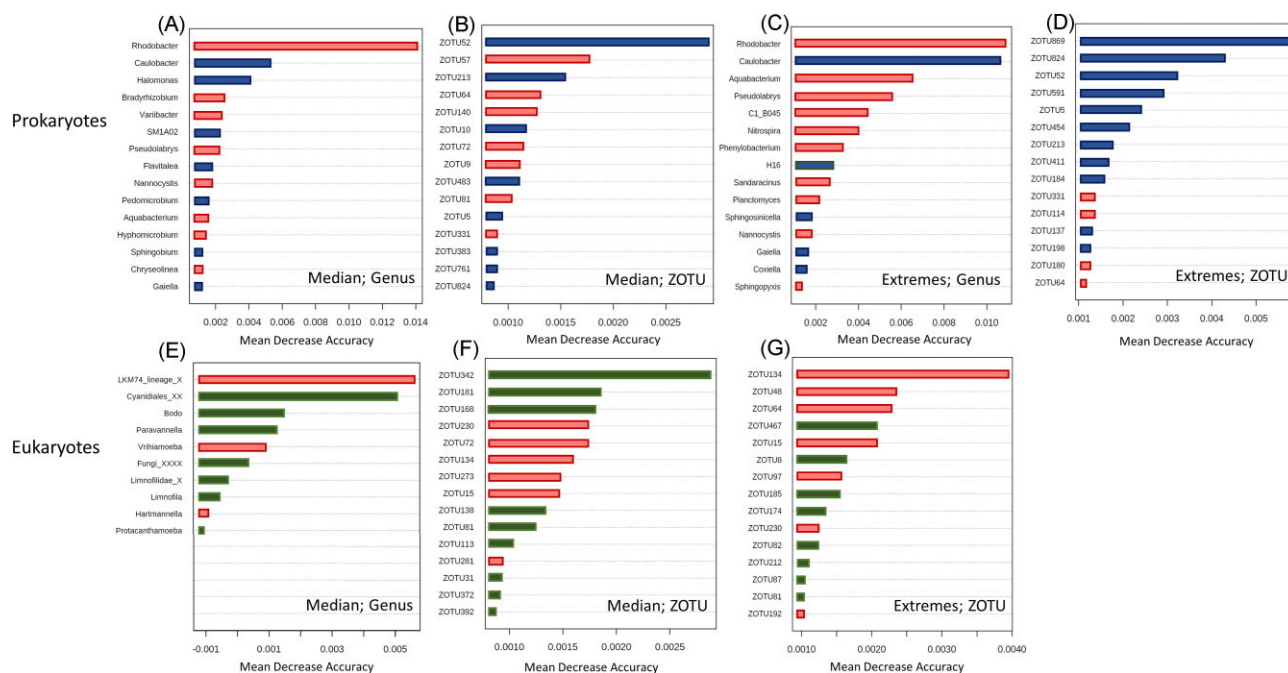 Prokaryotes
(A)
Rhodobacter
Caulobacter
Halomonas
Bradyrhizobium
Variibacter
SM1A02
Pseudolabrys
Flavitalea
Nannocystis
Pedomicrobium
Aquabacterium
Hyphomicrobium
Sphingobium
Chryseolinea
Gaiella
Median; Genus
0.002 0.004 0.006 0.008 0.010 0.012 0.014
Mean Decrease Accuracy
(B)
ZOTU52
ZOTU57
ZOTU213
ZOTU64
ZOTU140
ZOTU10
ZOTU72
ZOTU9
ZOTU483
ZOTU81
ZOTU5
ZOTU331
ZOTU383
ZOTU761
ZOTU824
Median; ZOTU
0.0010 0.0015 0.0020 0.0025
Mean Decrease Accuracy
(C)
Rhodobacter
Caulobacter
Aquabacterium
Pseudolabrys
C1_B045
Nitrospira
Phenylobacterium
H16
Sandaracinus
Planctomyces
Sphingosinicella
Nannocystis
Gaiella
Coxiella
Sphingopyxis
Extremes; Genus
0.002 0.004 0.006 0.008 0.010
Mean Decrease Accuracy
(D)
ZOTU869
ZOTU824
ZOTU52
ZOTU591
ZOTU5
ZOTU454
ZOTU213
ZOTU411
ZOTU184
ZOTU331
ZOTU114
ZOTU137
ZOTU198
ZOTU180
ZOTU64
Extremes; ZOTU
0.001 0.002 0.003 0.004 0.005
Mean Decrease Accuracy
Eukaryotes
(E)
LKM74_lineage_X
Cyanidiales_XX
Bodo
Paravannella
Vrihiamoeba
Fungi_XXXX
Limnofilidae_X
Limnofila
Hartmannella
Protacanthamoeba
Median; Genus
-0.001 0.001 0.003 0.005
Mean Decrease Accuracy
(F)
ZOTU342
ZOTU181
ZOTU168
ZOTU230
ZOTU72
ZOTU134
ZOTU273
ZOTU15
ZOTU138
ZOTU81
ZOTU113
ZOTU281
ZOTU31
ZOTU372
ZOTU392
Median; ZOTU
0.0010 0.0015 0.0020 0.0025
Mean Decrease Accuracy
(G)
ZOTU134
ZOTU48
ZOTU64
ZOTU467
ZOTU15
ZOTU8
ZOTU97
ZOTU185
ZOTU174
ZOTU230
ZOTU82
ZOTU212
ZOTU87
ZOTU81
ZOTU192
Extremes; ZOTU
0.0010 0.0020 0.0030 0.0040
Mean Decrease Accuracy